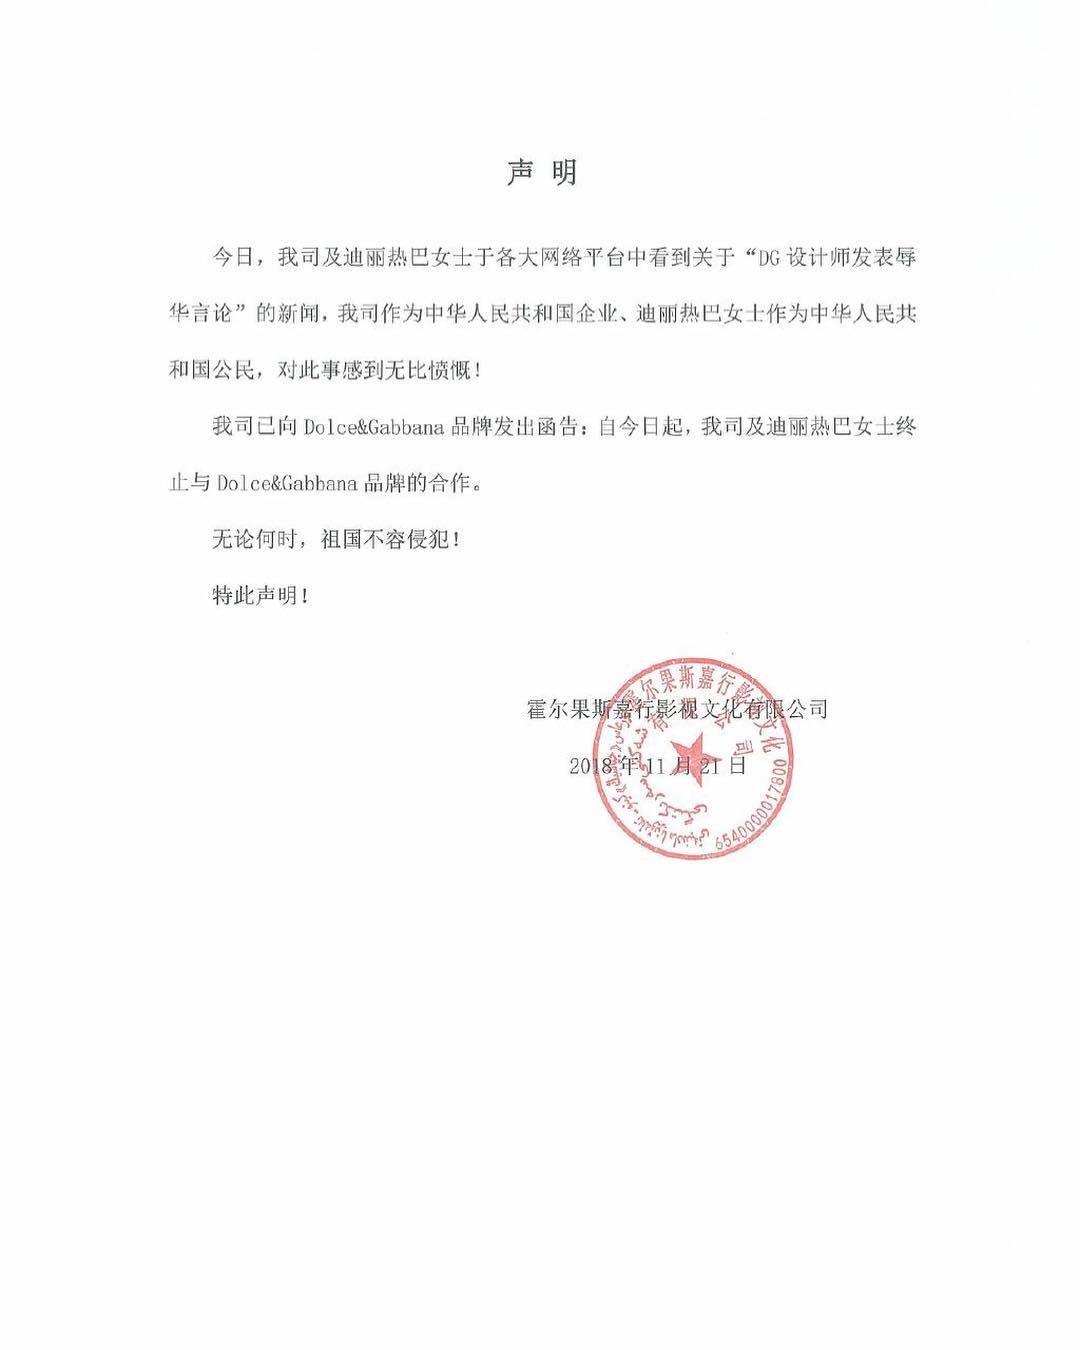 声 明
今日，我司及迪丽热巴女士于各大网络平台中看到关于“DG 设计师发表辱
华言论”的新闻，我司作为中华人民共和国企业、迪丽热巴女士作为中华人民共
和国公民，对此事感到无比愤慨！
我司已向 Dolce&Gabbana 品牌发出函告：自今日起，我司及迪丽热巴女士终
止与 Dolce&Gabbana 品牌的合作。
无论何时，祖国不容侵犯！
特此声明！
霍尔果斯嘉行影视文化有限公司
2018 年 11 月 21 日
霍尔果斯嘉行影视文化
有限公司
6540000017800